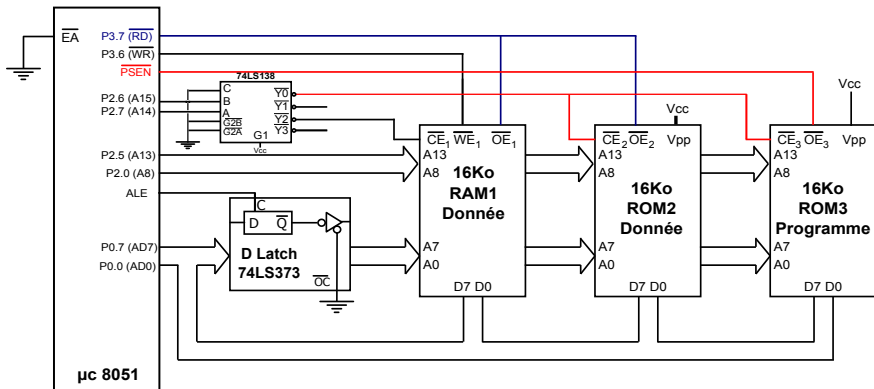 EA
P3.7 (RD)
P3.6 (WR)
PSEN
74LS138
P2.6 (A15)
P2.7 (A14)
C
B
A
G2B
G2A
G1
Vcc
Y0
Y1
Y2
Y3
P2.5 (A13)
P2.0 (A8)
ALE
P0.7 (AD7)
P0.0 (AD0)
C
D
Q
D Latch
74LS373
OC
CE1 WE1 OE1
A13
A8
16Ko
RAM1
Donnée
A7
A0
D7 D0
Vcc
CE2 OE2 Vpp
A13
A8
16Ko
ROM2
Donnée
A7
A0
D7 D0
Vcc
CE3 OE3 Vpp
A13
A8
16Ko
ROM3
Programme
A7
A0
D7 D0
µc 8051